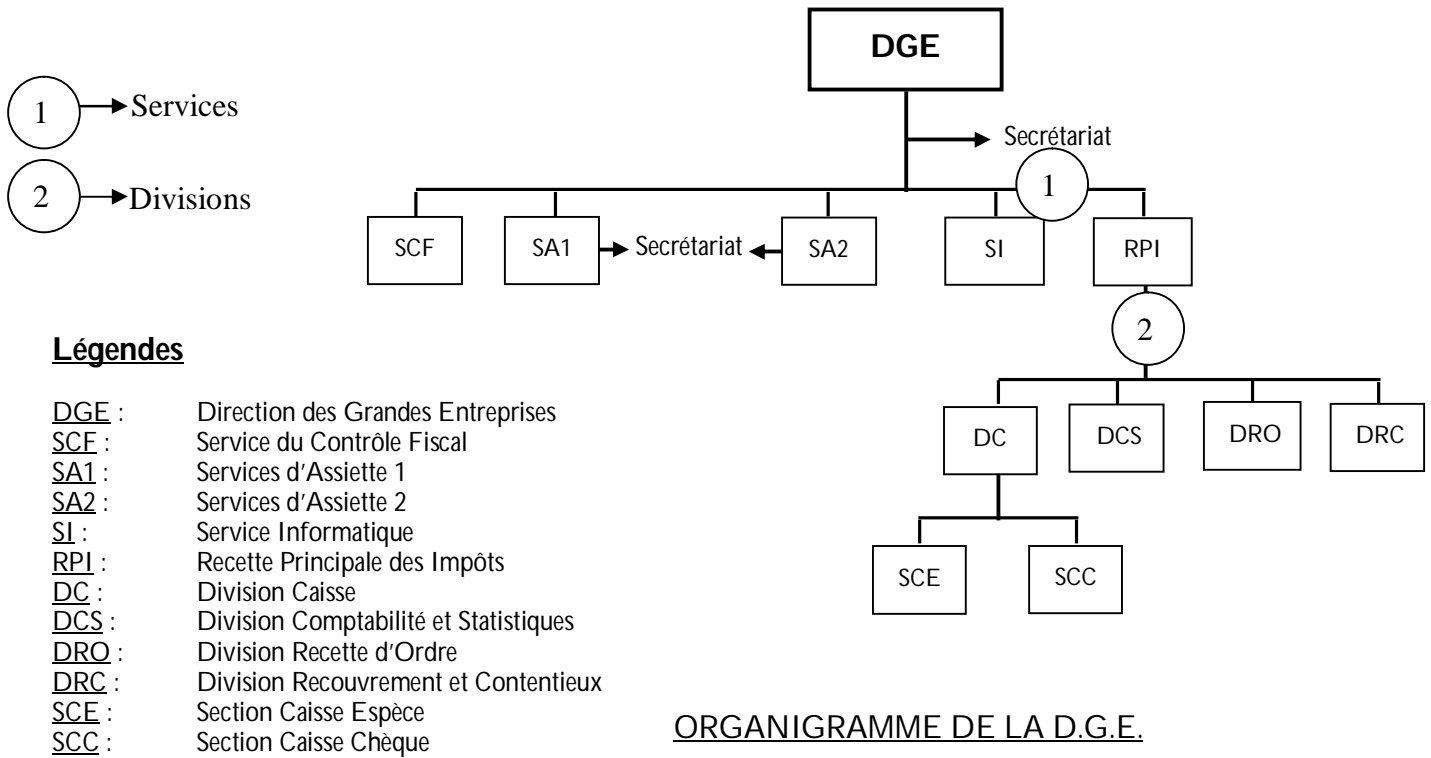 DGE
1 Services
Secrétariat
2 Divisions
1
SCF SA1 Secrétariat SA2 SI RPI
2
Légendes
DGE : Direction des Grandes Entreprises
SCF : Service du Contrôle Fiscal
SA1 : Services d'Assiette 1
SA2 : Services d'Assiette 2
SI : Service Informatique
RPI : Recette Principale des Impôts
DC : Division Caisse
DCS : Division Comptabilité et Statistiques
DRO : Division Recette d'Ordre
DRC : Division Recouvrement et Contentieux
SCE : Section Caisse Espèce
SCC : Section Caisse Chèque
DC DCS DRO DRC
SCE SCC
ORGANIGRAMME DE LA D.G.E.